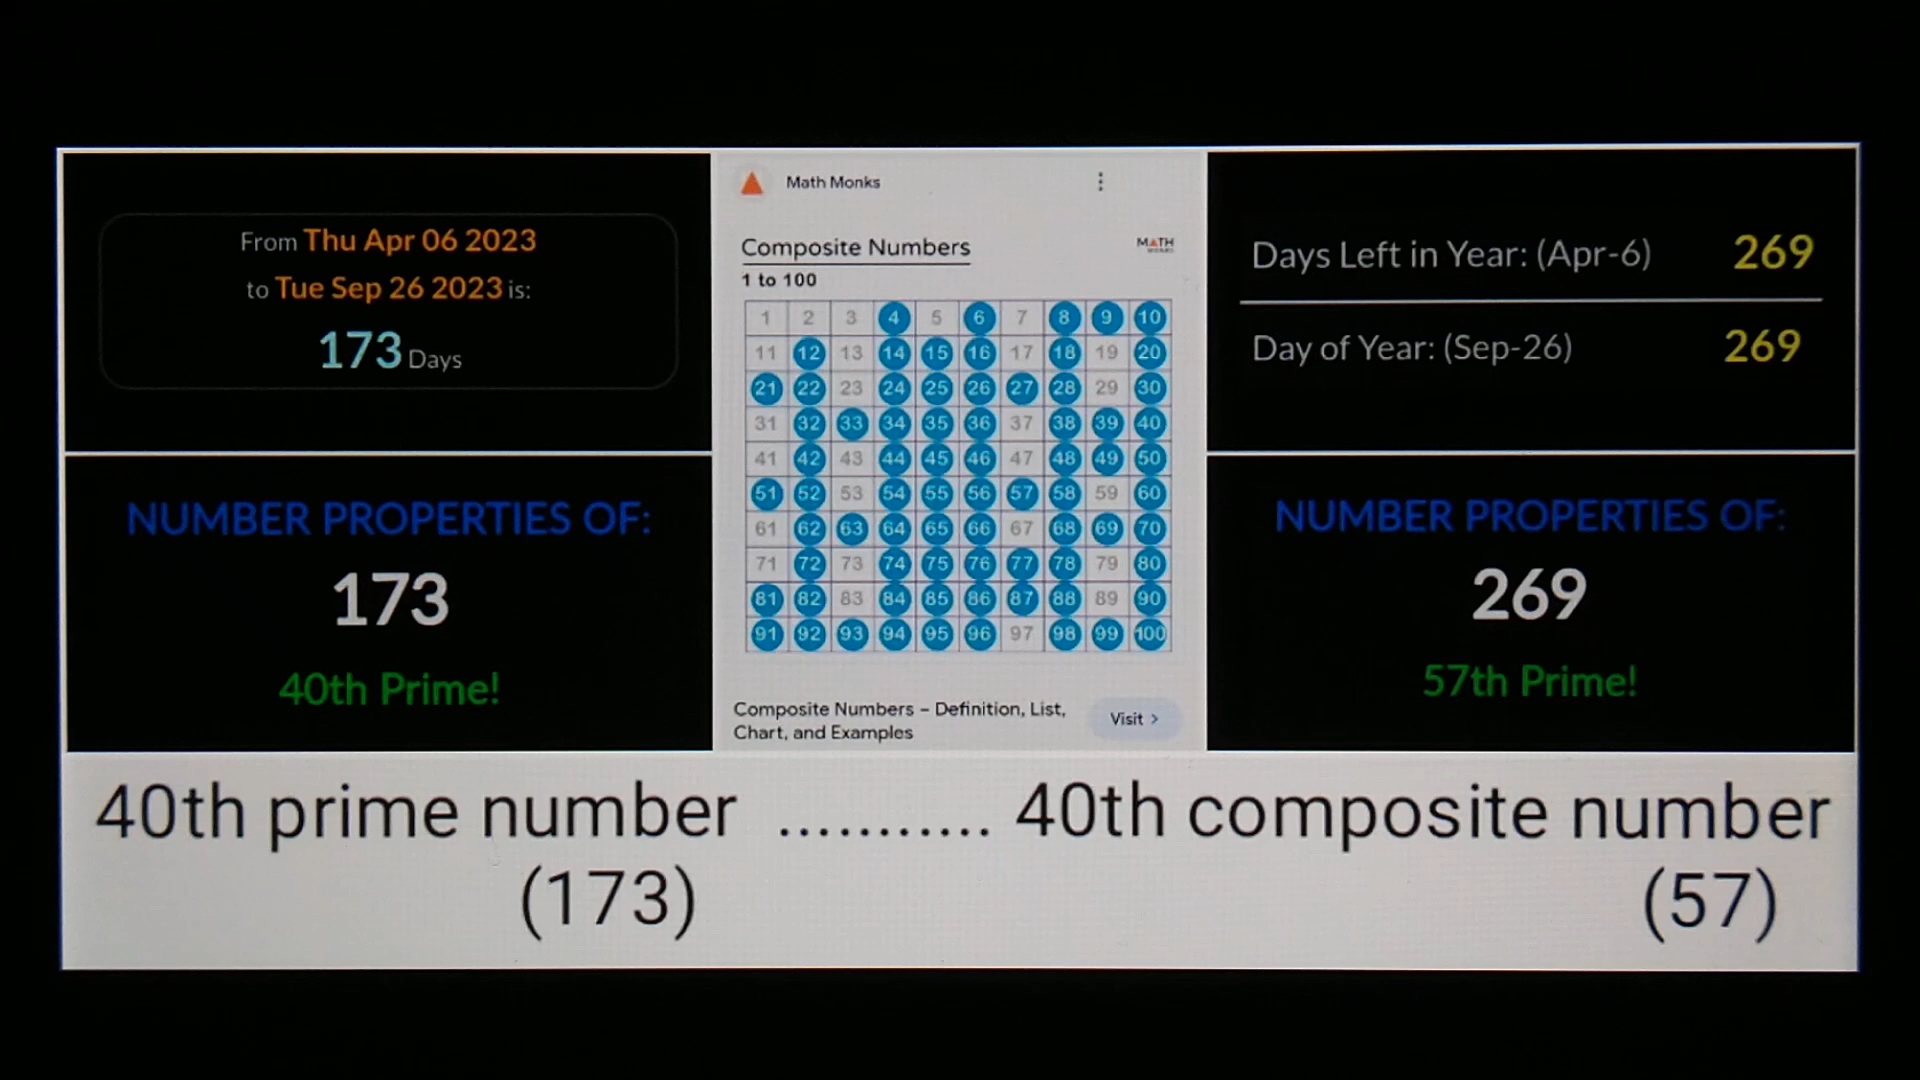 From Thu Apr 06 2023
to Tue Sep 26 2023 is:
173 Days
NUMBER PROPERTIES OF:
173
40th Prime!
Math Monks
Composite Numbers
MATH
1 to 100
1 2 3 4 5 6 7 8 9 10
11 12 13 14 15 16 17 18 19 20
21 22 23 24 25 26 27 28 29 30
31 32 33 34 35 36 37 38 39 40
41 42 43 44 45 46 47 48 49 50
51 52 53 54 55 56 57 58 59 60
61 62 63 64 65 66 67 68 69 70
71 72 73 74 75 76 77 78 79 80
81 82 83 84 85 86 87 88 89 90
91 92 93 94 95 96 97 98 99 100
Composite Numbers – Definition, List,
Chart, and Examples
Visit >
Days Left in Year: (Apr-6) 269
Day of Year: (Sep-26) 269
NUMBER PROPERTIES OF:
269
57th Prime!
40th prime number ........... 40th composite number
(173) (57)